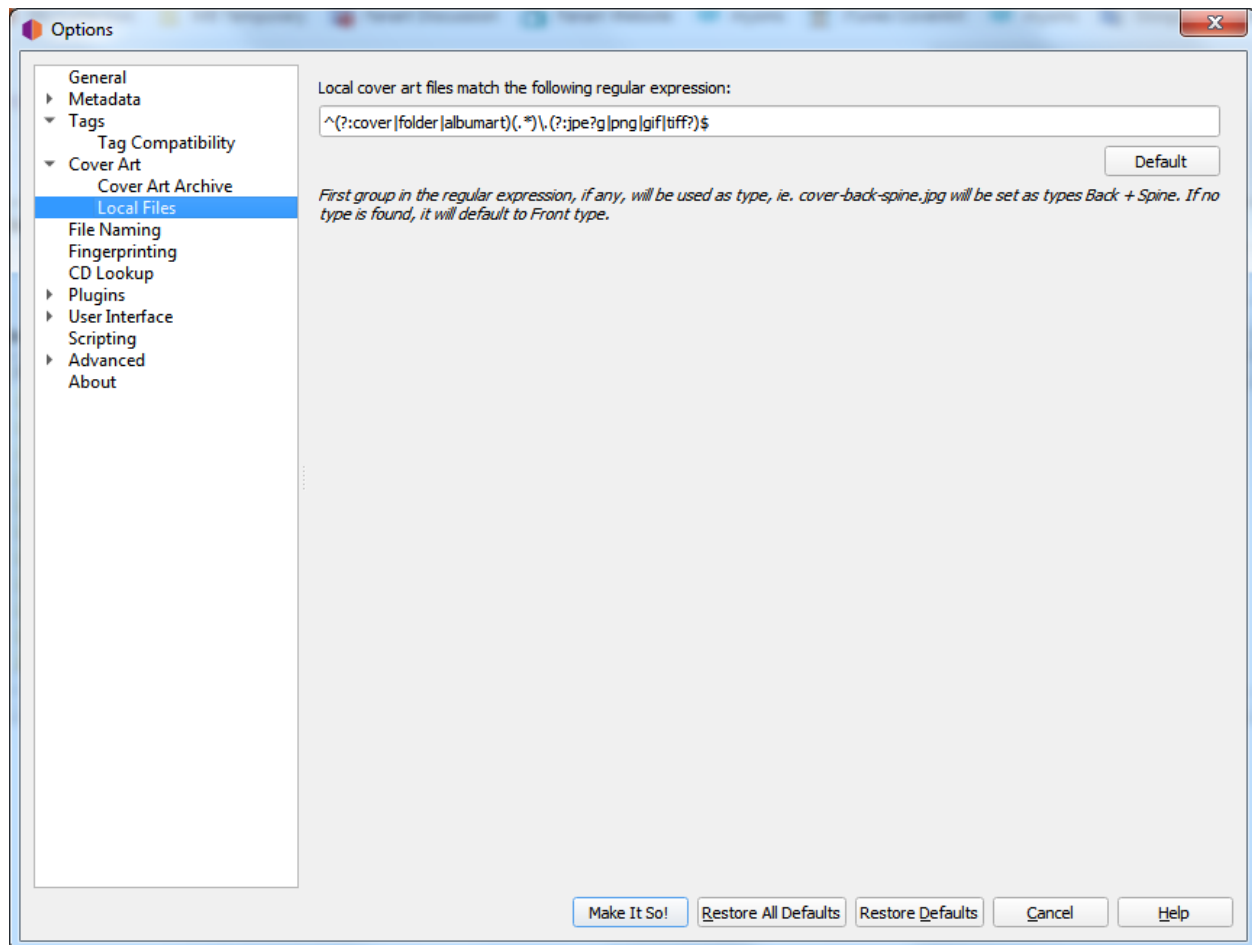 Options
General
Metadata
Tags
Tag Compatibility
Cover Art
Cover Art Archive
Local Files
File Naming
Fingerprinting
CD Lookup
Plugins
User Interface
Scripting
Advanced
About
Local cover art files match the following regular expression:
^(?:cover|folder|albumart)(.*)\.(?:jpe?g|png|gif|tiff?)$
Default
First group in the regular expression, if any, will be used as type, ie. cover-back-spine.jpg will be set as types Back + Spine. If no
type is found, it will default to Front type.
Make It So!
Restore All Defaults
Restore Defaults
Cancel
Help